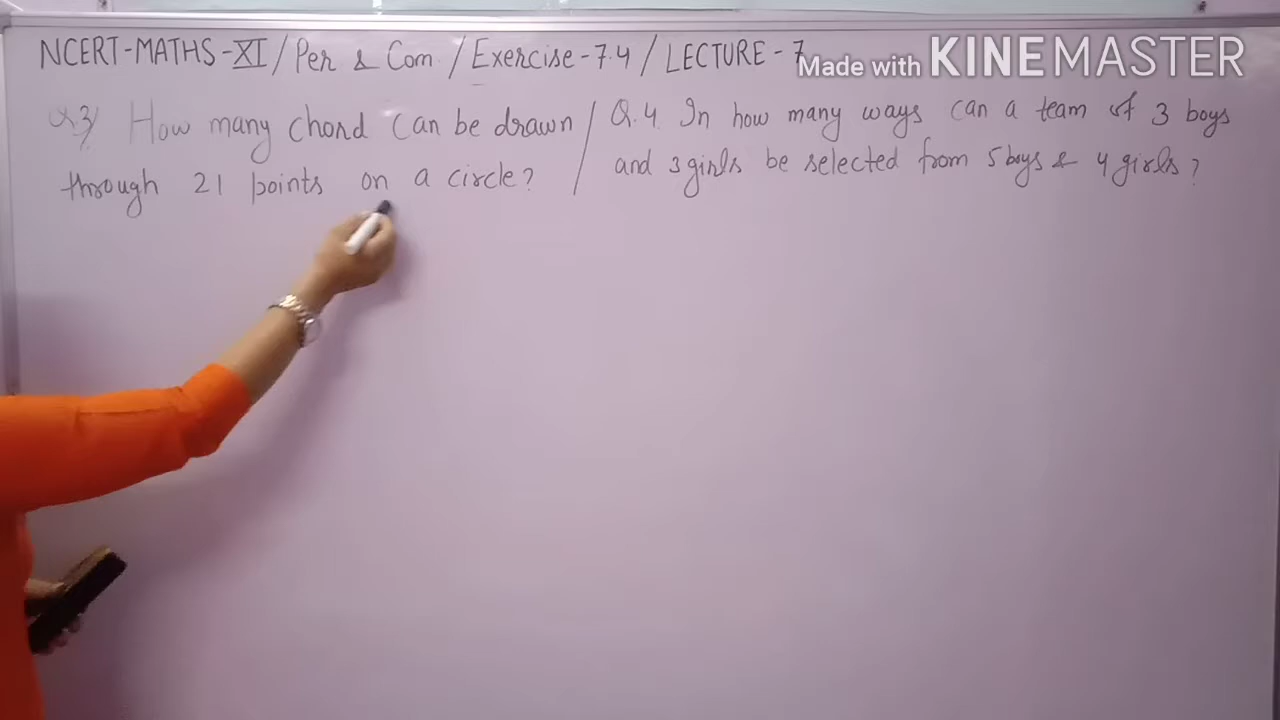 NCERT-MATHS-XI/Per & Com/Exercise-7.4/LECTURE-7
Made with KINEMASTER
Q.3/ How many chord can be drawn
through 21 points on a circle?
Q.4. In how many ways can a team of 3 boys
and 3 girls be selected from 5 boys & 4 girls?